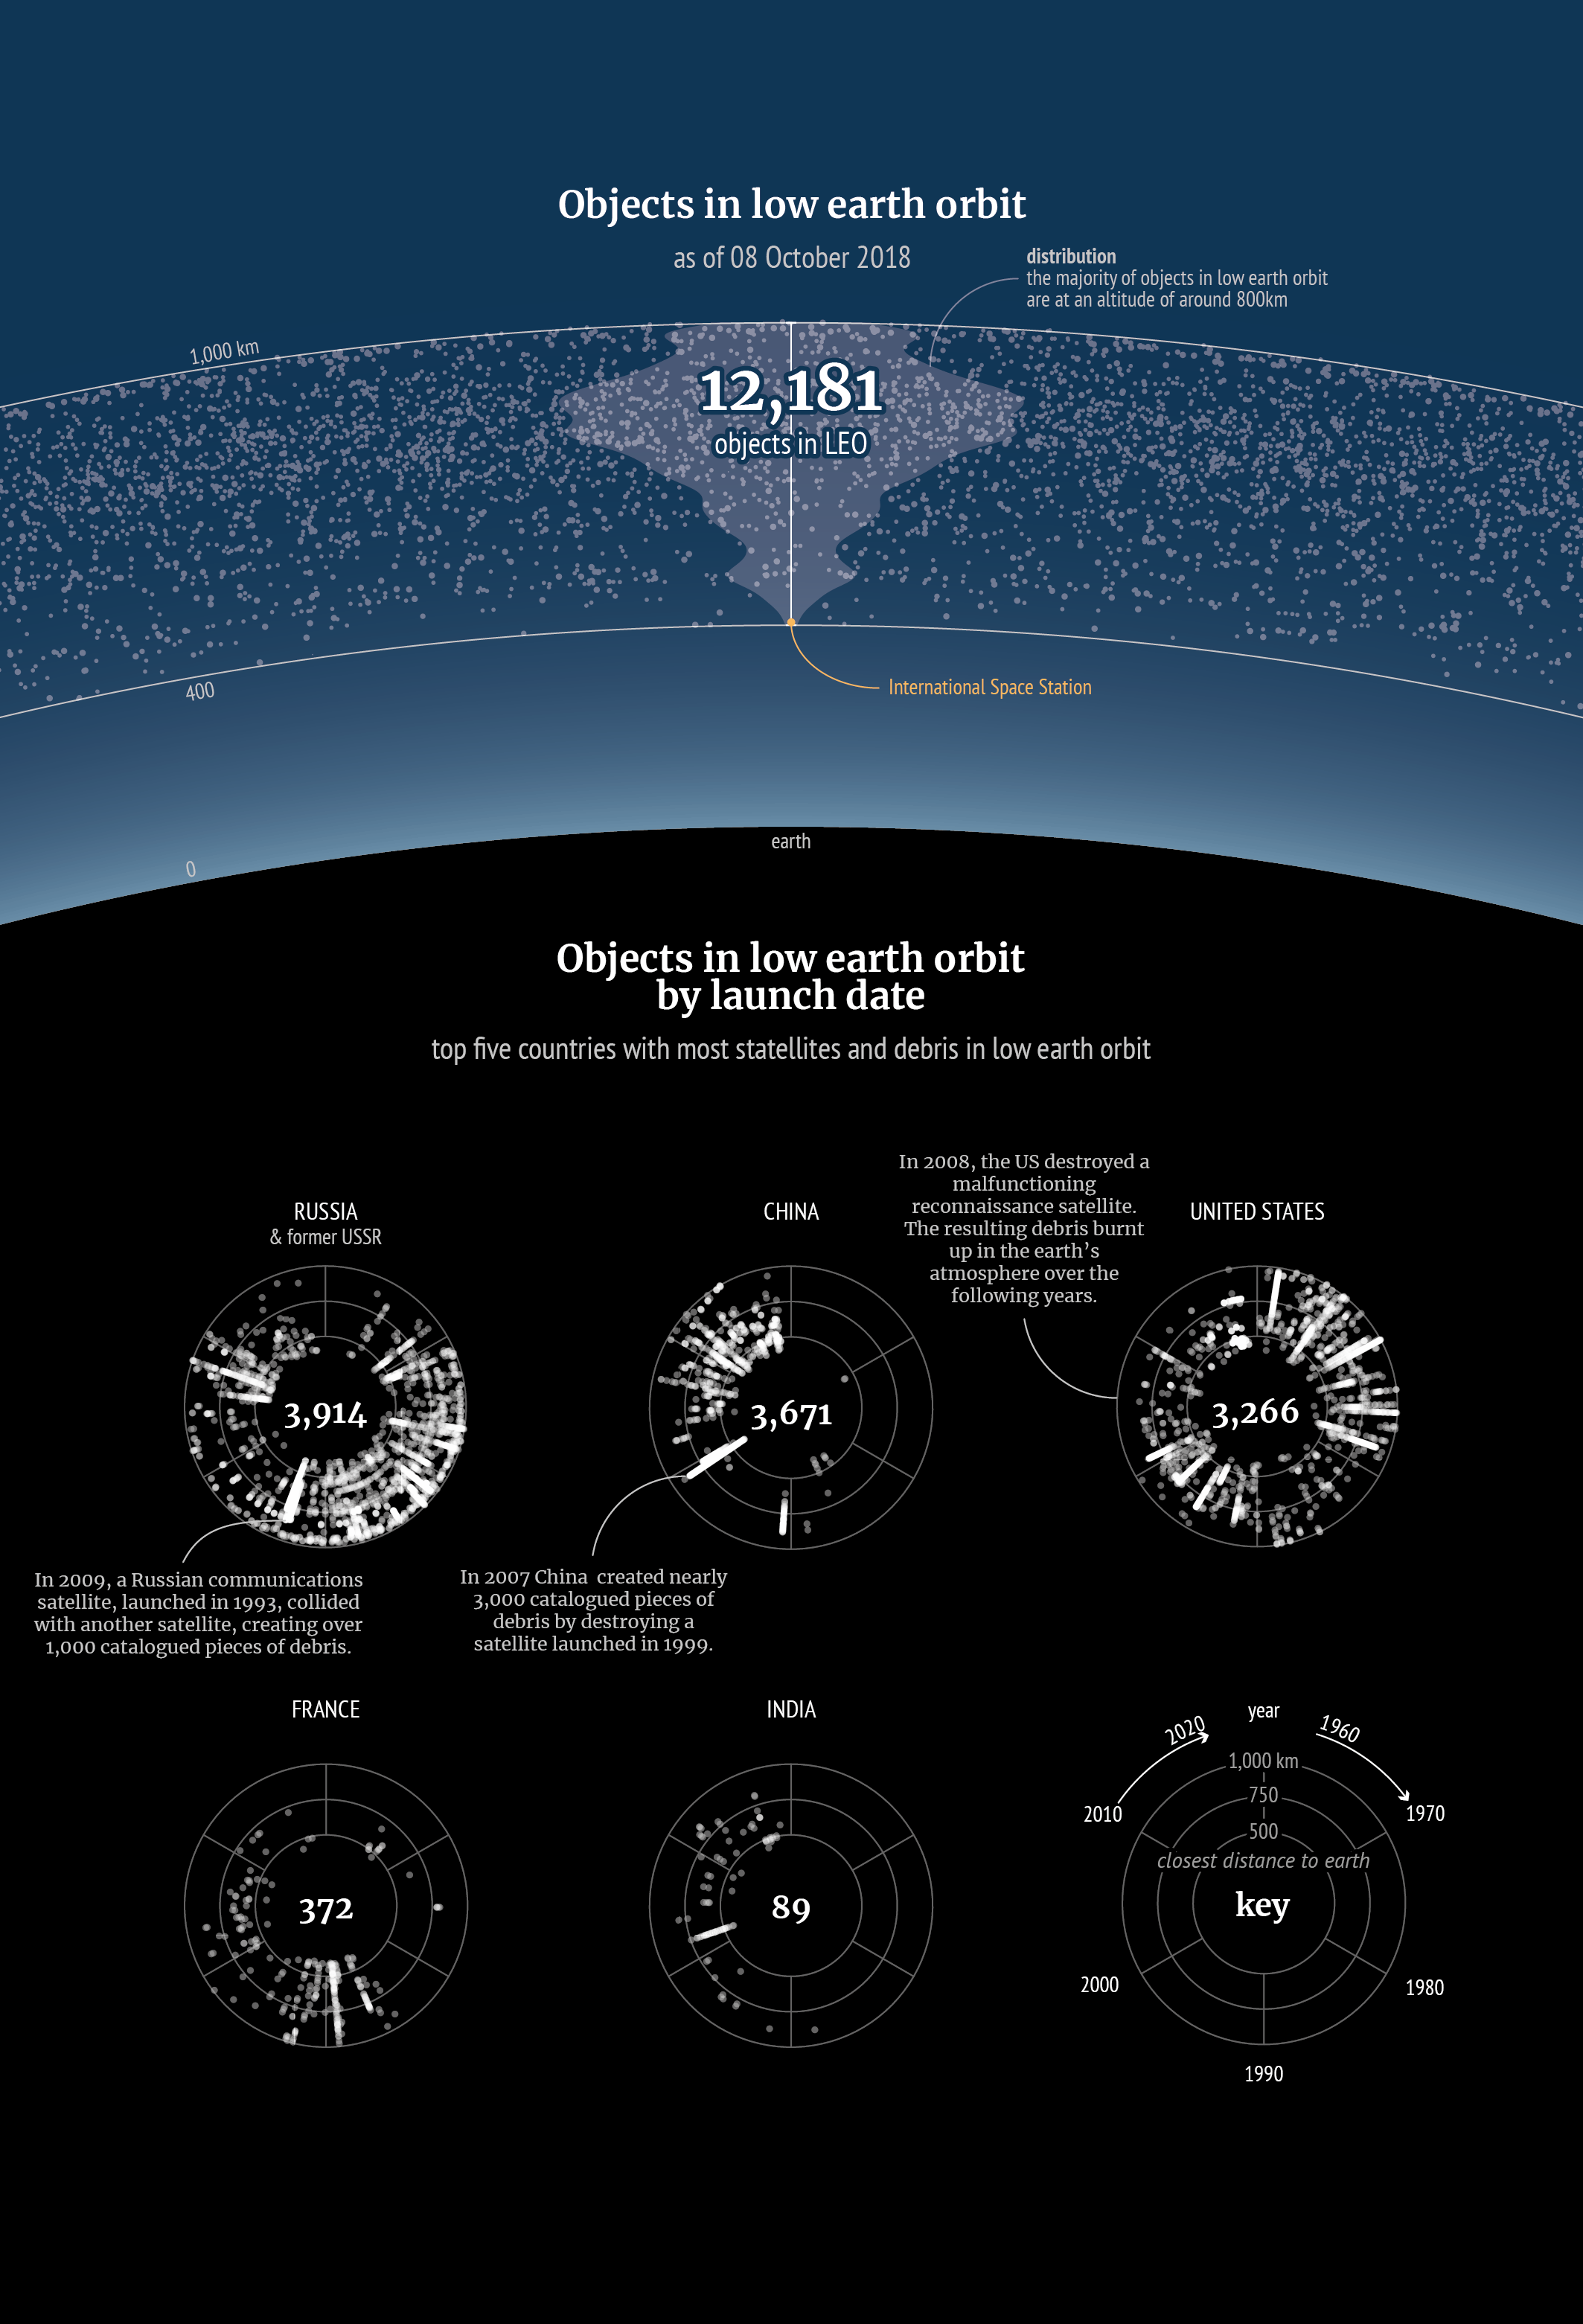 Objects in low earth orbit
as of 08 October 2018
distribution
the majority of objects in low earth orbit
are at an altitude of around 800km
1,000 km
12,181
objects in LEO
400
International Space Station
0
earth
Objects in low earth orbit
by launch date
top five countries with most statellites and debris in low earth orbit
In 2008, the US destroyed a
malfunctioning
reconnaissance satellite.
The resulting debris burnt
up in the earth's
atmosphere over the
following years.
RUSSIA
& former USSR
CHINA
UNITED STATES
3,914
3,671
3,266
In 2009, a Russian communications
satellite, launched in 1993, collided
with another satellite, creating over
1,000 catalogued pieces of debris.
In 2007 China created nearly
3,000 catalogued pieces of
debris by destroying a
satellite launched in 1999.
FRANCE
INDIA
372
89
year
2020
1960
1,000 km
750
500
2010
1970
closest distance to earth
key
2000
1980
1990